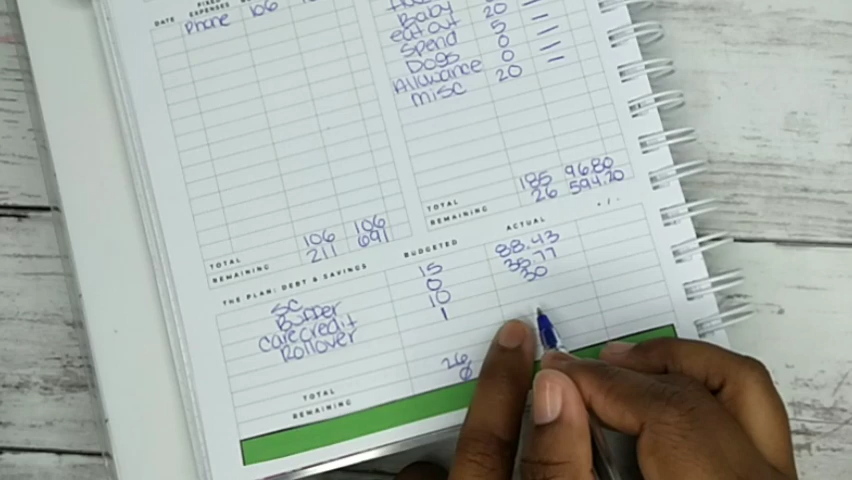 DATE EXPENSES
Phone 106
Baby 20 -
eat out 5 -
Spend 0 -
Dogs 0 -
Allowance 20 -
misc
TOTAL 106 106
REMAINING 211 691
TOTAL 185 96.80
REMAINING 26 594.20
THE PLAN: DEBT & SAVINGS BUDGETED ACTUAL + / -
SC 15 88.43
Buffer 0 35.77
Care Credit 10 30
Rollover 1
TOTAL 26
REMAINING 0